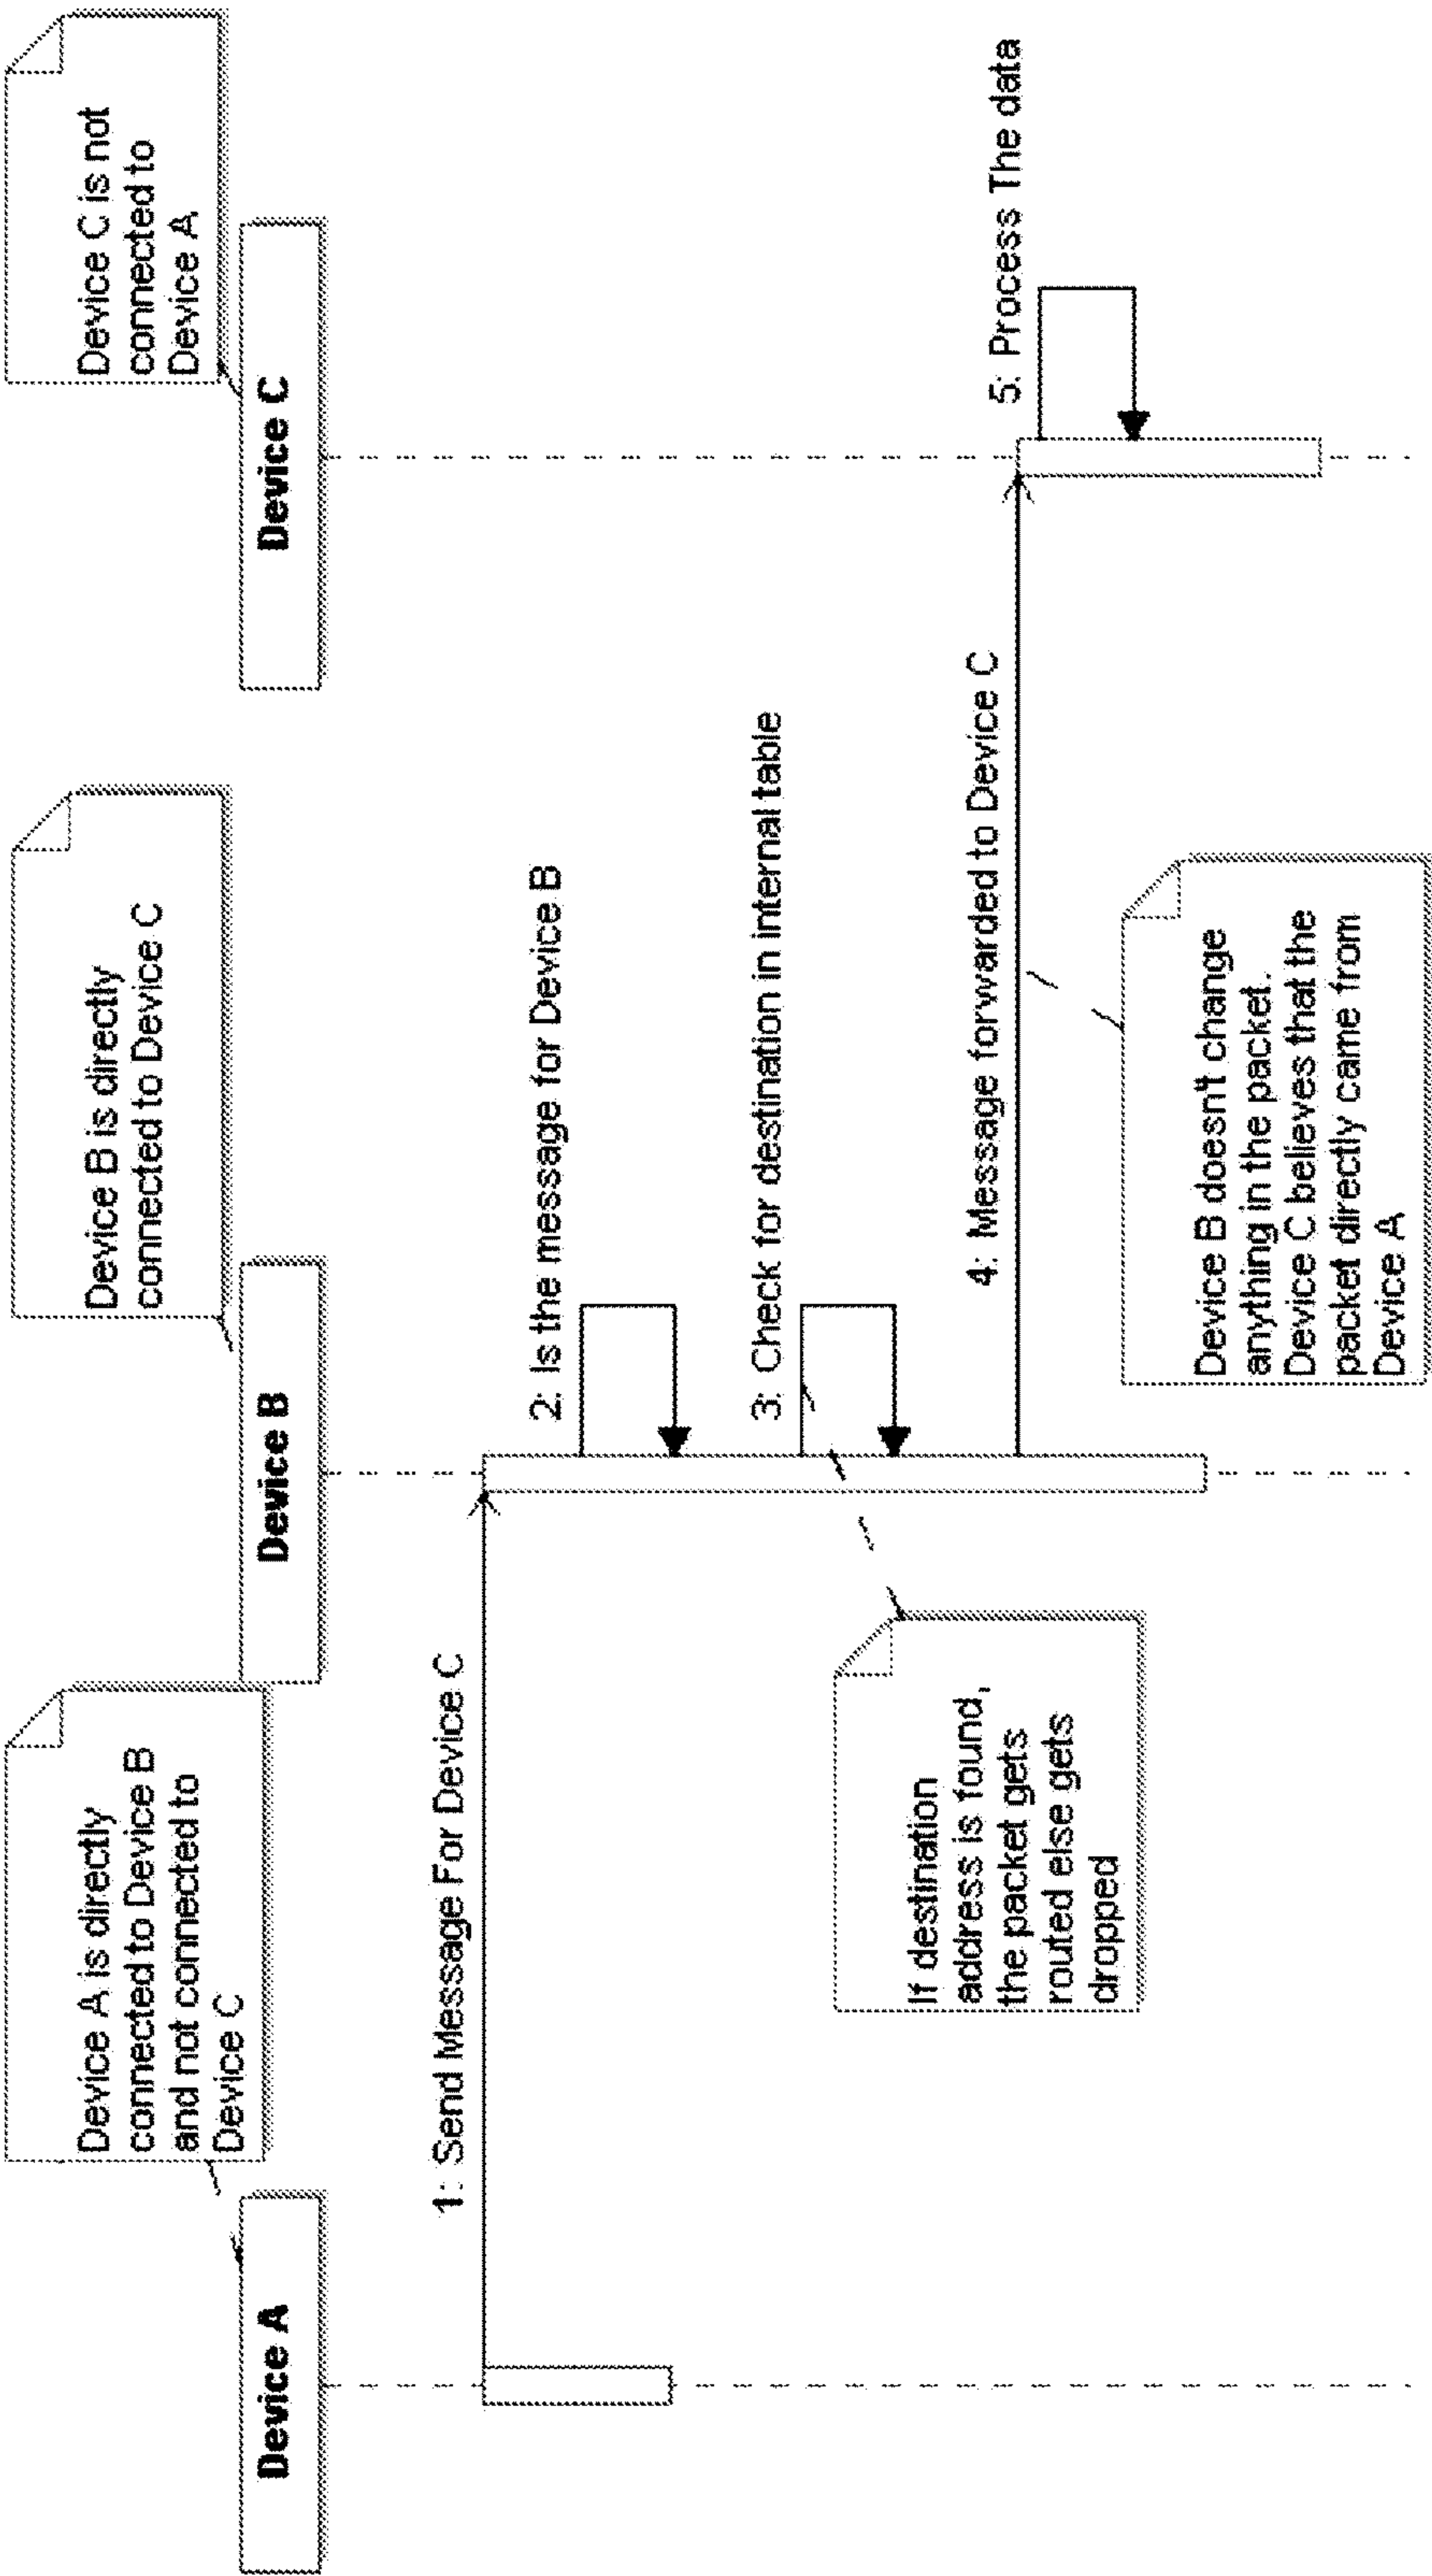 Device A is directly
connected to Device B
and not connected to
Device C
Device B is directly
connected to Device C
Device C is not
connected to
Device A
Device A
Device B
Device C
1: Send Message For Device C
2: Is the message for Device B
3: Check for destination in internal table
If destination
address is found,
the packet gets
routed else gets
dropped
4: Message forwarded to Device C
Device B doesn't change
anything in the packet.
Device C believes that the
packet directly came from
Device A
5: Process The data